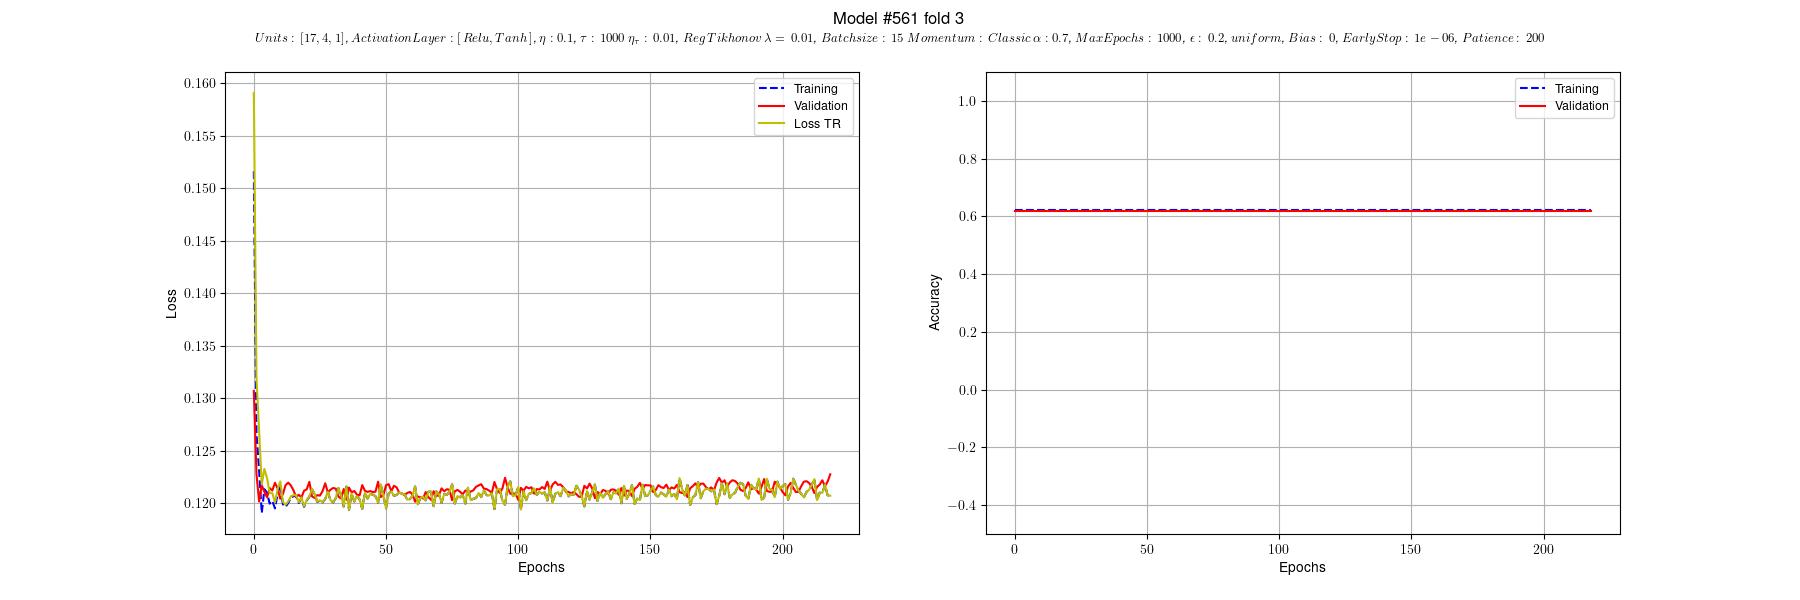 Model #561 fold 3
Units : [17, 4, 1], ActivationLayer : [Relu, Tanh], η : 0.1, τ : 1000 ητ : 0.01, RegTikhonov λ = 0.01, Batchsize : 15 Momentum : Classic α : 0.7, MaxEpochs : 1000, ϵ : 0.2, uniform, Bias : 0, EarlyStop : 1e − 06, Patience : 200
0.160
0.155
0.150
0.145
0.140
0.135
0.130
0.125
0.120
Loss
0 50 100 150 200
Epochs
Training
Validation
Loss TR
1.0
0.8
0.6
0.4
0.2
0.0
−0.2
−0.4
Accuracy
0 50 100 150 200
Epochs
Training
Validation